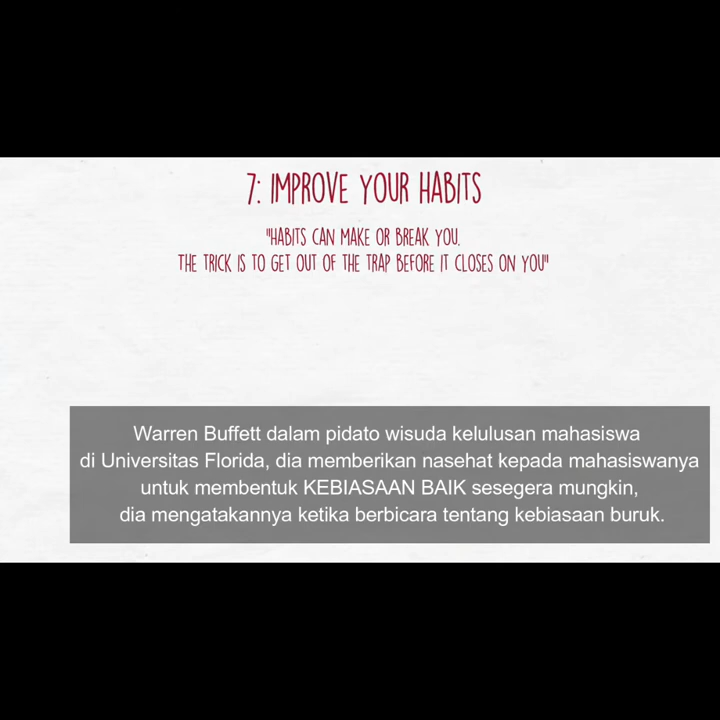 7: IMPROVE YOUR HABITS
"HABITS CAN MAKE OR BREAK YOU.
THE TRICK IS TO GET OUT OF THE TRAP BEFORE IT CLOSES ON YOU"
Warren Buffett dalam pidato wisuda kelulusan mahasiswa
di Universitas Florida, dia memberikan nasehat kepada mahasiswanya
untuk membentuk KEBIASAAN BAIK sesegera mungkin,
dia mengatakannya ketika berbicara tentang kebiasaan buruk.